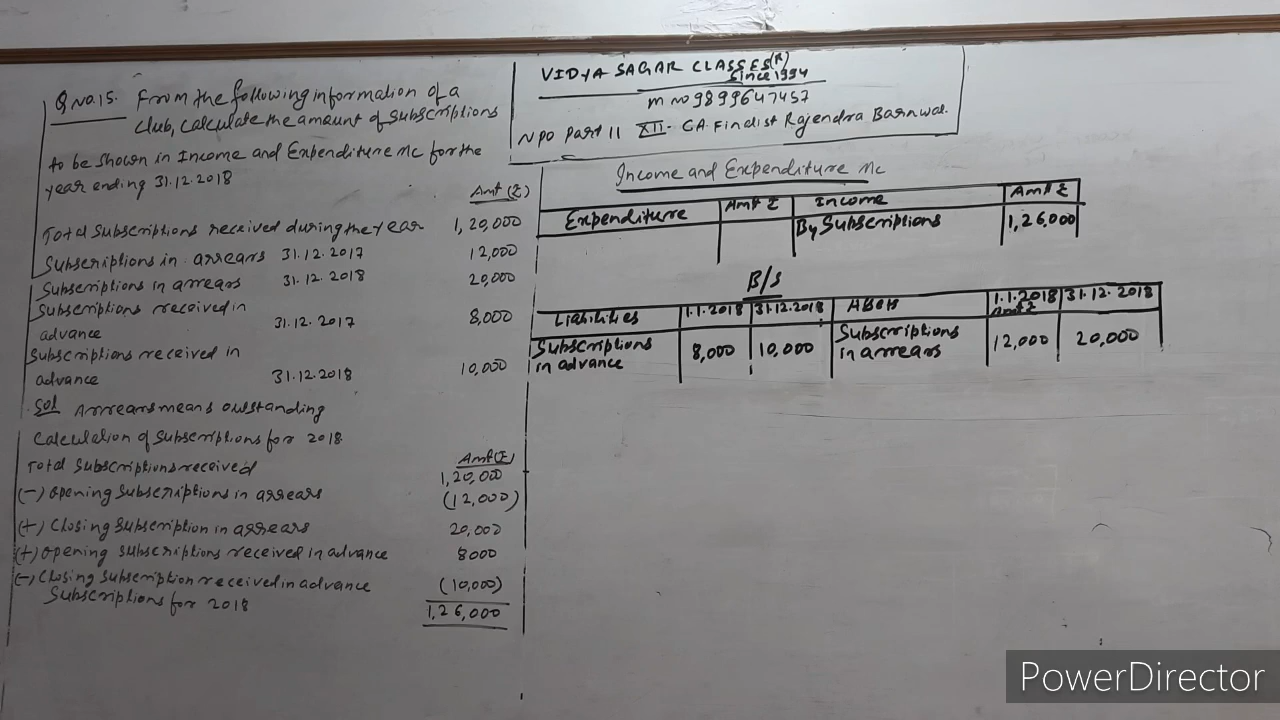 Q No.15. From the following information of a
club, calculate the amount of subscriptions
to be shown in Income and Expenditure A/c for the
year ending 31.12.2018
Amt (₹)
Total subscriptions received during the year 1,20,000
Subscriptions in arrears 31.12.2017 12,000
Subscriptions in arrears 31.12.2018 20,000
Subscriptions received in
advance 31.12.2017 8,000
Subscriptions received in
advance 31.12.2018 10,000
Sol Arrears means outstanding
Calculation of subscriptions for 2018
Amt (₹)
Total subscriptions received 1,20,000
(-) opening subscriptions in arrears (12,000)
(+) closing subscription in arrears 20,000
(+) opening subscriptions received in advance 8000
(-) closing subscription received in advance (10,000)
Subscriptions for 2018 1,26,000
VIDYA SAGAR CLASSES (R)
Since 1994
m no 9899647457
NPO Part 11 XII- CA. Findist Rajendra Barnwal.
Income and Expenditure A/c
Expenditure Amt ₹ Income Amt ₹
By Subscriptions 1,26,000
B/S
Liabilities 1.1.2018 31.12.2018 1.1.2018 31.12.2018
Amt ₹
Subscriptions
in advance 8,000 10,000
Subscriptions
in arrears 12,000 20,000
PowerDirector